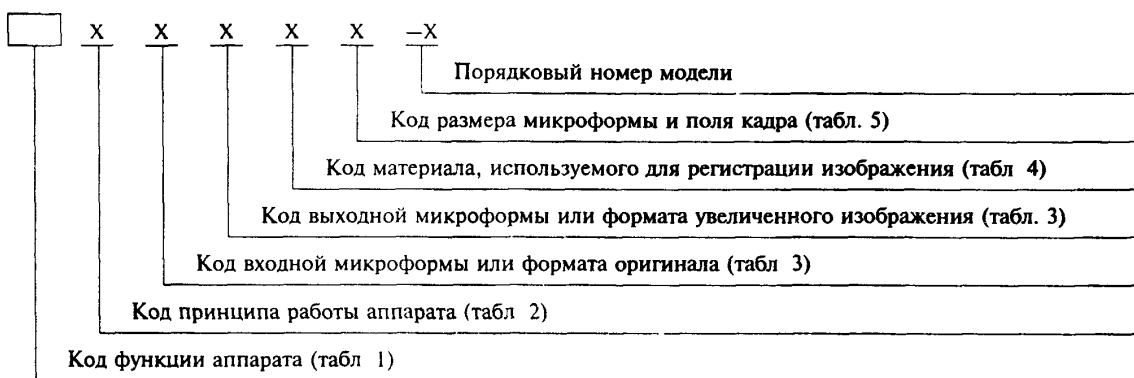 X X X X X –X
Порядковый номер модели
Код размера микроформы и поля кадра (табл. 5)
Код материала, используемого для регистрации изображения (табл 4)
Код выходной микроформы или формата увеличенного изображения (табл. 3)
Код входной микроформы или формата оригинала (табл 3)
Код принципа работы аппарата (табл 2)
Код функции аппарата (табл 1)